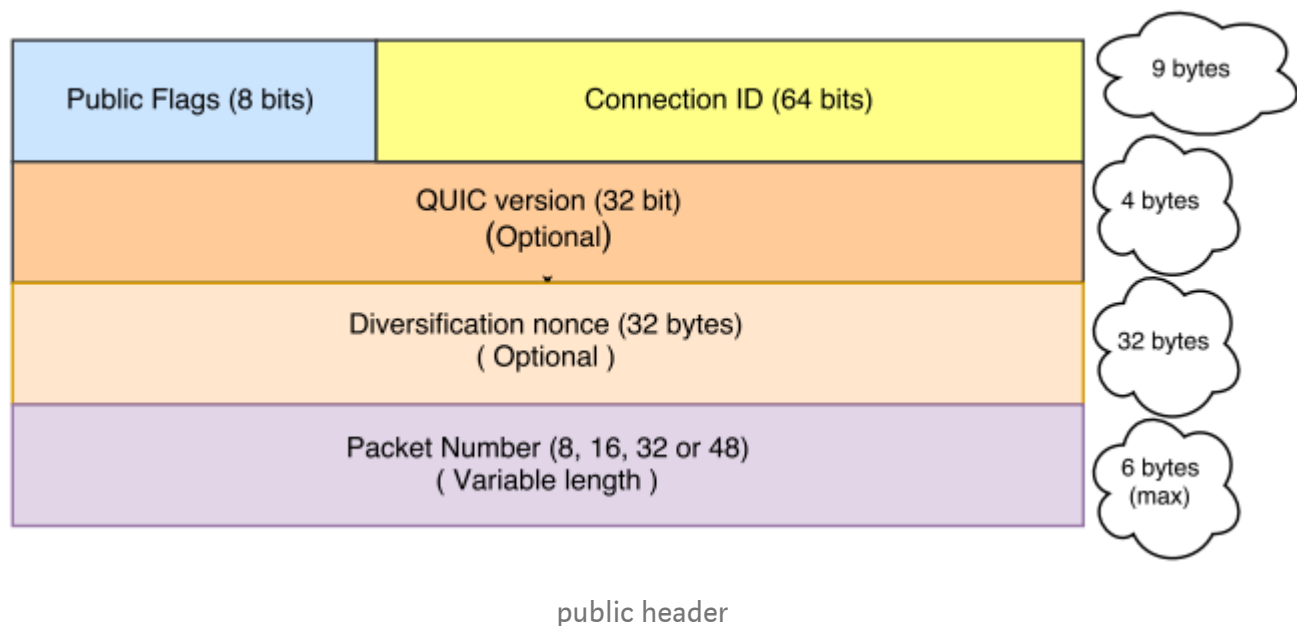 Public Flags (8 bits)
Connection ID (64 bits)
9 bytes
QUIC version (32 bit)
(Optional)
4 bytes
Diversification nonce (32 bytes)
( Optional )
32 bytes
Packet Number (8, 16, 32 or 48)
( Variable length )
6 bytes
(max)
public header